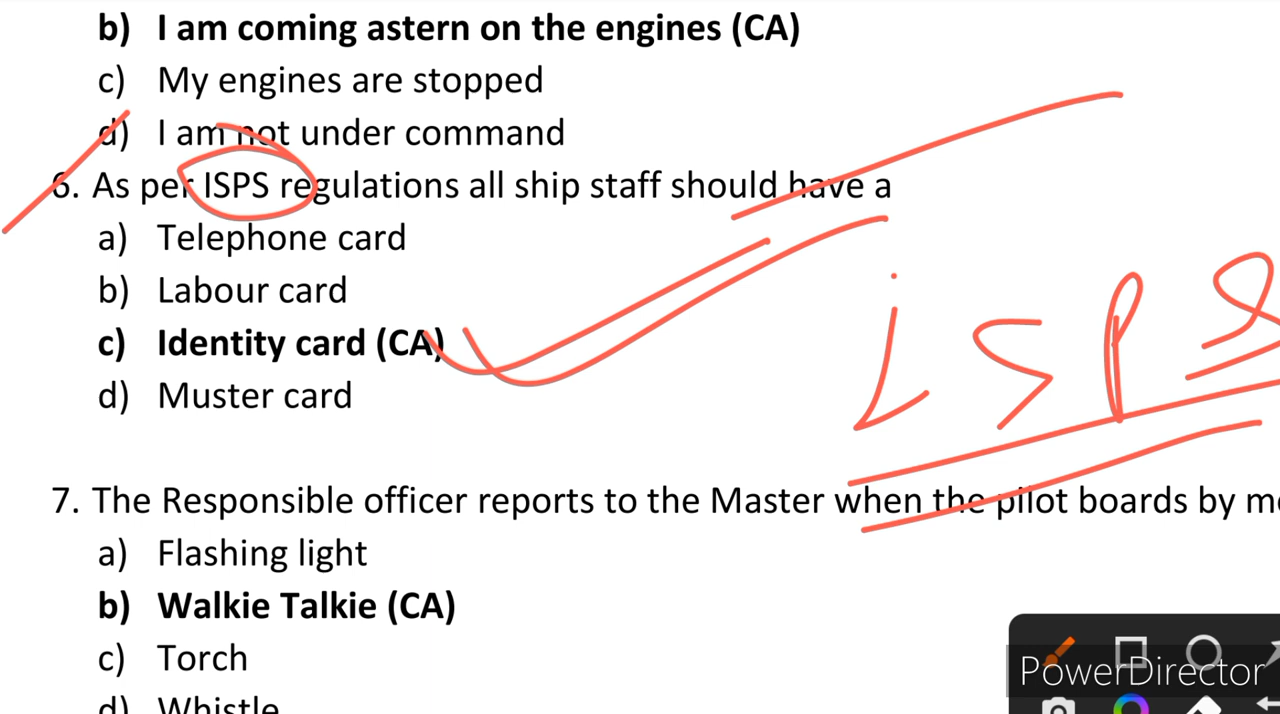 b) I am coming astern on the engines (CA)
c) My engines are stopped
d) I am not under command
6. As per ISPS regulations all ship staff should have a
a) Telephone card
b) Labour card
c) Identity card (CA)
d) Muster card
isps
7. The Responsible officer reports to the Master when the pilot boards by
a) Flashing light
b) Walkie Talkie (CA)
c) Torch
d) Whistle
PowerDirector